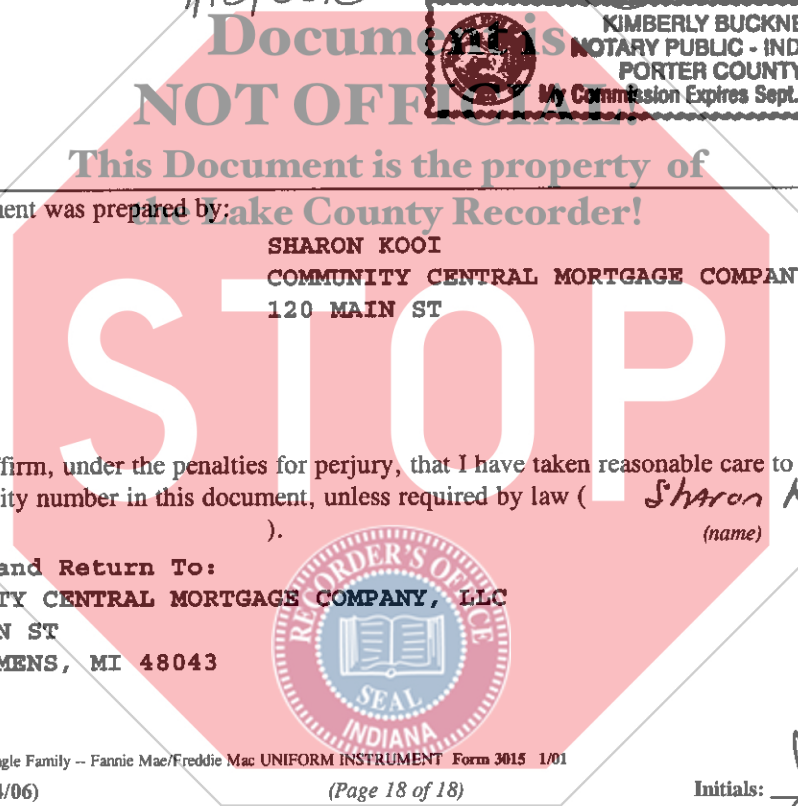 Document is
KIMBERLY BUCKNE
NOTARY PUBLIC - IND
NOT OFFICIAL!
PORTER COUNTY
My Commission Expires Sept.
This Document is the property of
ment was prepared by:
the Lake County Recorder!
SHARON KOOI
COMMUNITY CENTRAL MORTGAGE COMPAN
120 MAIN ST
STOP
ffirm, under the penalties for perjury, that I have taken reasonable care to
ity number in this document, unless required by law ( Sharon K
). (name)
and Return To:
TY CENTRAL MORTGAGE COMPANY, LLC
N ST
MENS, MI 48043
RECORDER'S OFFICE
SEAL
INDIANA
ngle Family -- Fannie Mae/Freddie Mac UNIFORM INSTRUMENT Form 3015 1/01
4/06) (Page 18 of 18) Initials: